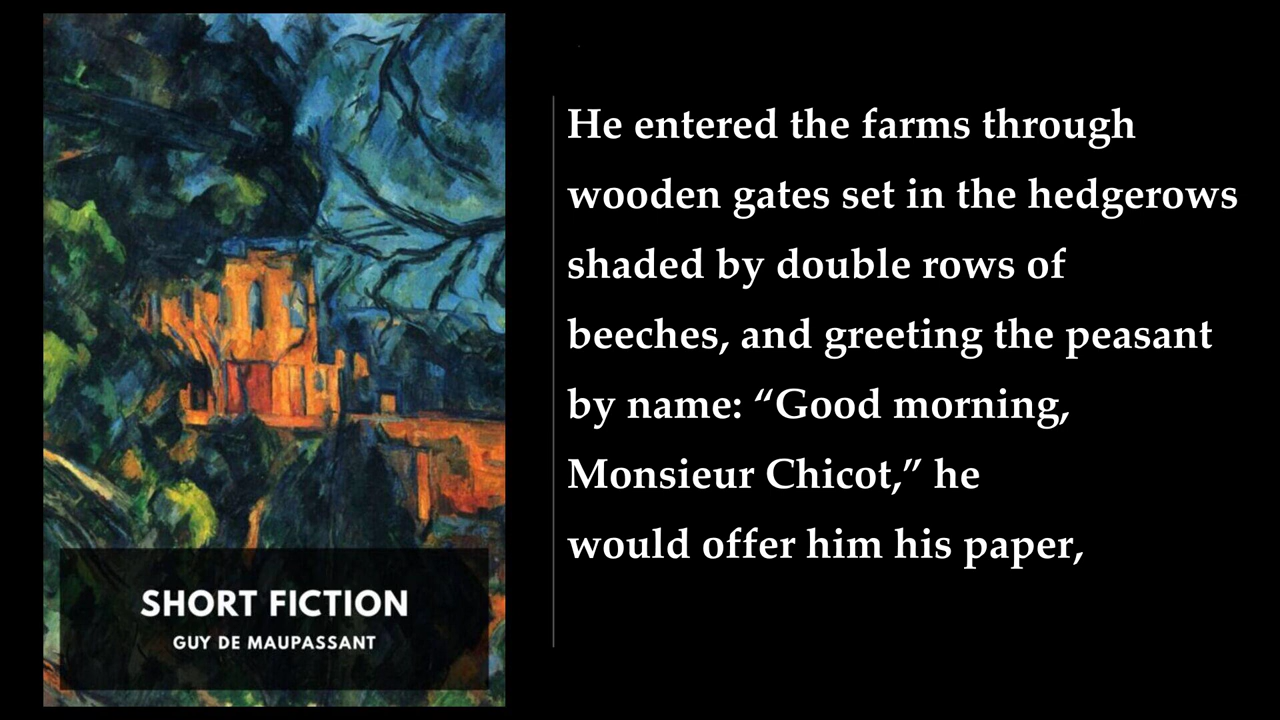 SHORT FICTION
GUY DE MAUPASSANT
He entered the farms through
wooden gates set in the hedgerows
shaded by double rows of
beeches, and greeting the peasant
by name: “Good morning,
Monsieur Chicot,” he
would offer him his paper,